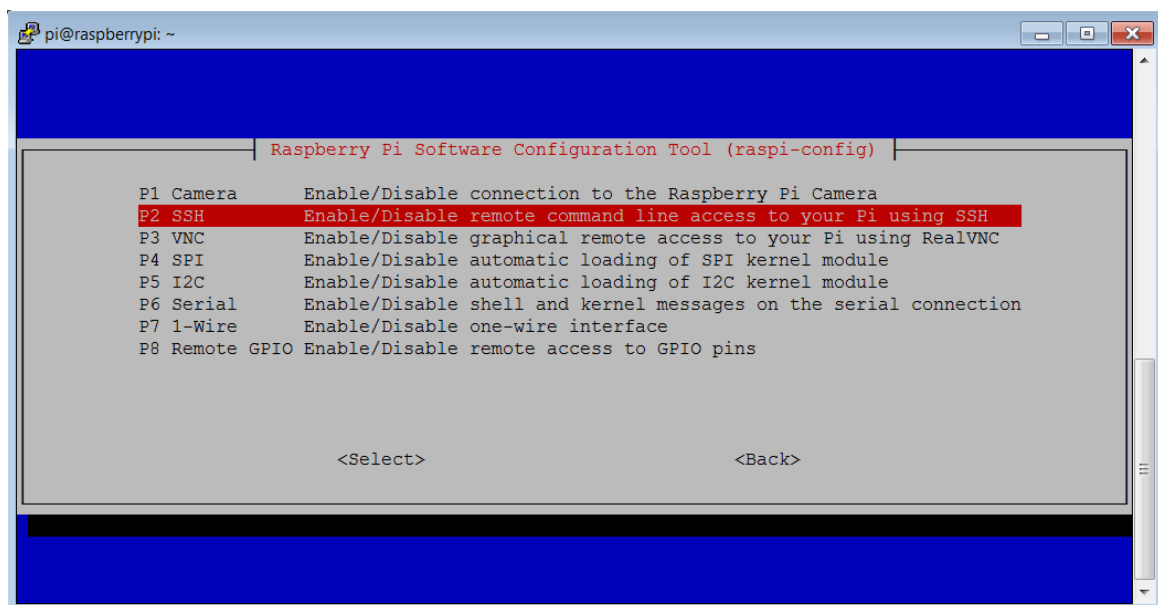 pi@raspberrypi: ~
Raspberry Pi Software Configuration Tool (raspi-config)
P1 Camera Enable/Disable connection to the Raspberry Pi Camera
P2 SSH Enable/Disable remote command line access to your Pi using SSH
P3 VNC Enable/Disable graphical remote access to your Pi using RealVNC
P4 SPI Enable/Disable automatic loading of SPI kernel module
P5 I2C Enable/Disable automatic loading of I2C kernel module
P6 Serial Enable/Disable shell and kernel messages on the serial connection
P7 1-Wire Enable/Disable one-wire interface
P8 Remote GPIO Enable/Disable remote access to GPIO pins
<Select> <Back>